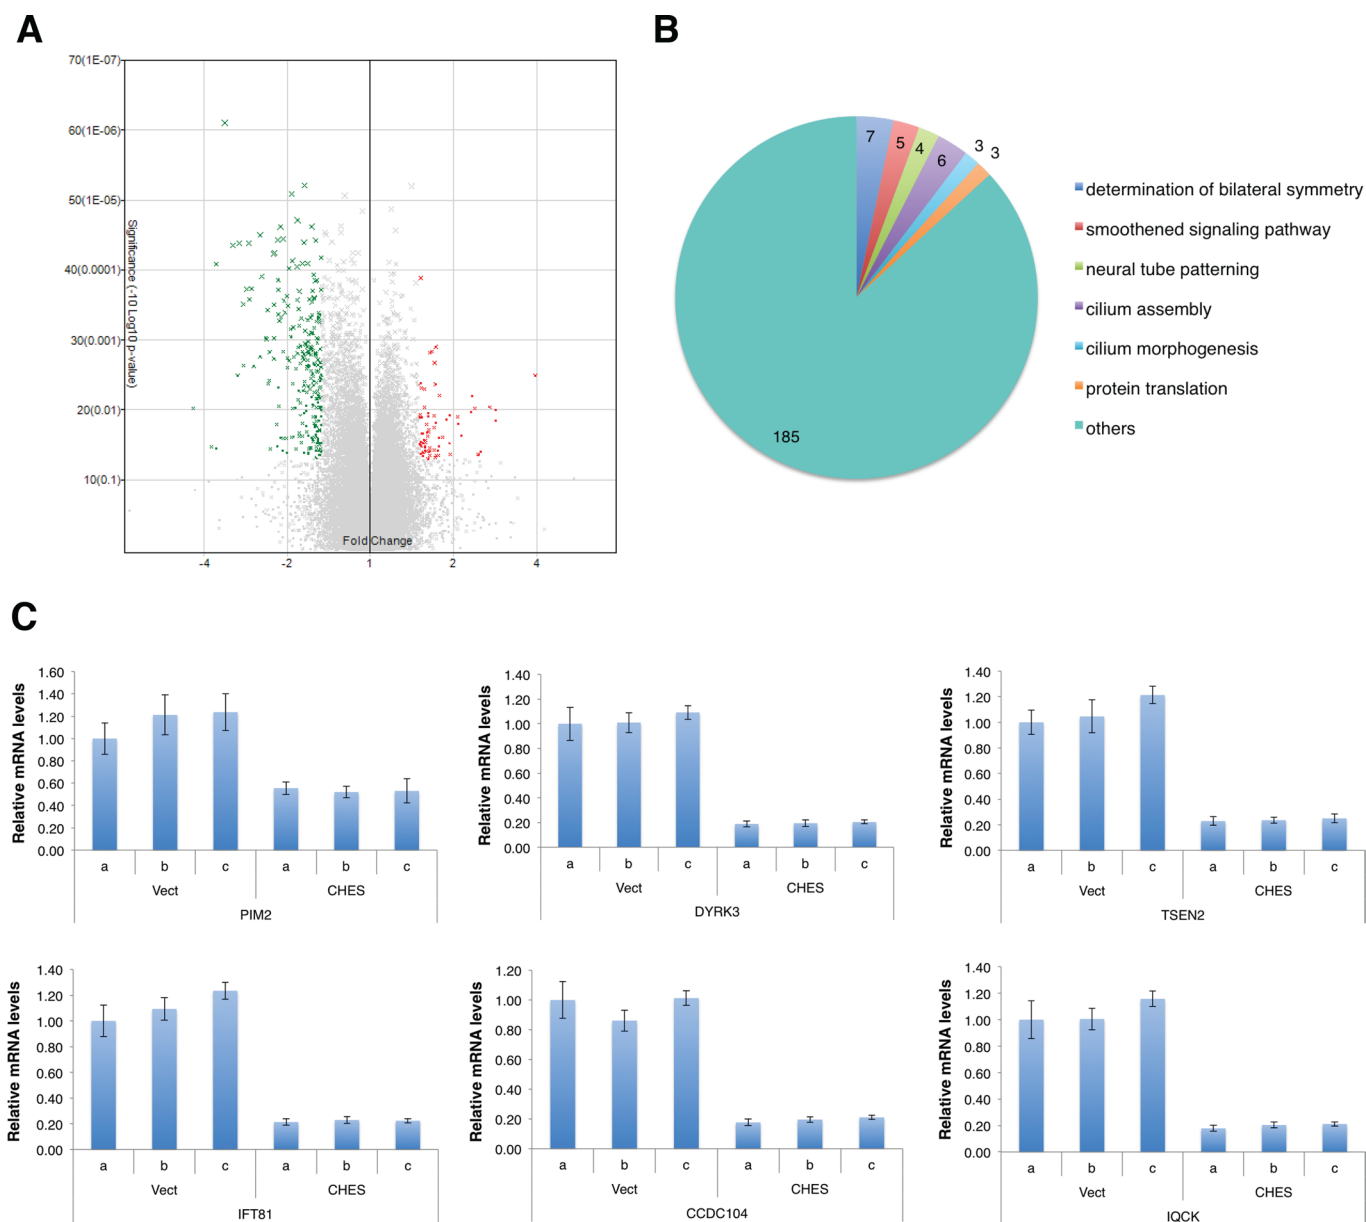 A
B
70(1E-07)
60(1E-06)
50(1E-05)
40(0.0001)
30(0.001)
20(0.01)
10(0.1)
Significance (-10 Log10 p-value)
Fold Change
-4 -2 1 2 4
7 5 4 6 3 3
185
determination of bilateral symmetry
smoothened signaling pathway
neural tube patterning
cilium assembly
cilium morphogenesis
protein translation
others
C
Relative mRNA levels
1.60
1.40
1.20
1.00
0.80
0.60
0.40
0.20
0.00
a b c a b c
Vect CHES
PIM2
Relative mRNA levels
1.40
1.20
1.00
0.80
0.60
0.40
0.20
0.00
a b c a b c
Vect CHES
DYRK3
Relative mRNA levels
1.40
1.20
1.00
0.80
0.60
0.40
0.20
0.00
a b c a b c
Vect CHES
TSEN2
Relative mRNA levels
1.40
1.20
1.00
0.80
0.60
0.40
0.20
0.00
a b c a b c
Vect CHES
IFT81
Relative mRNA levels
1.20
1.00
0.80
0.60
0.40
0.20
0.00
a b c a b c
Vect CHES
CCDC104
Relative mRNA levels
1.40
1.20
1.00
0.80
0.60
0.40
0.20
0.00
a b c a b c
Vect CHES
IQCK